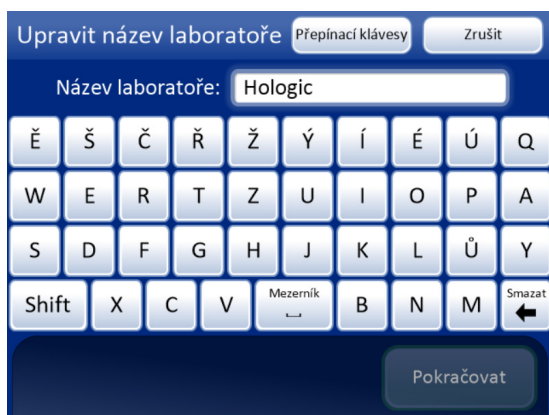 Upravit název laboratoře Přepínací klávesy Zrušit
Název laboratoře: Hologic
Ě Š Č Ř Ž Ý Í É Ú Q
W E R T Z U I O P A
S D F G H J K L Ů Y
Shift X C V Mezerník B N M Smazat
Pokračovat